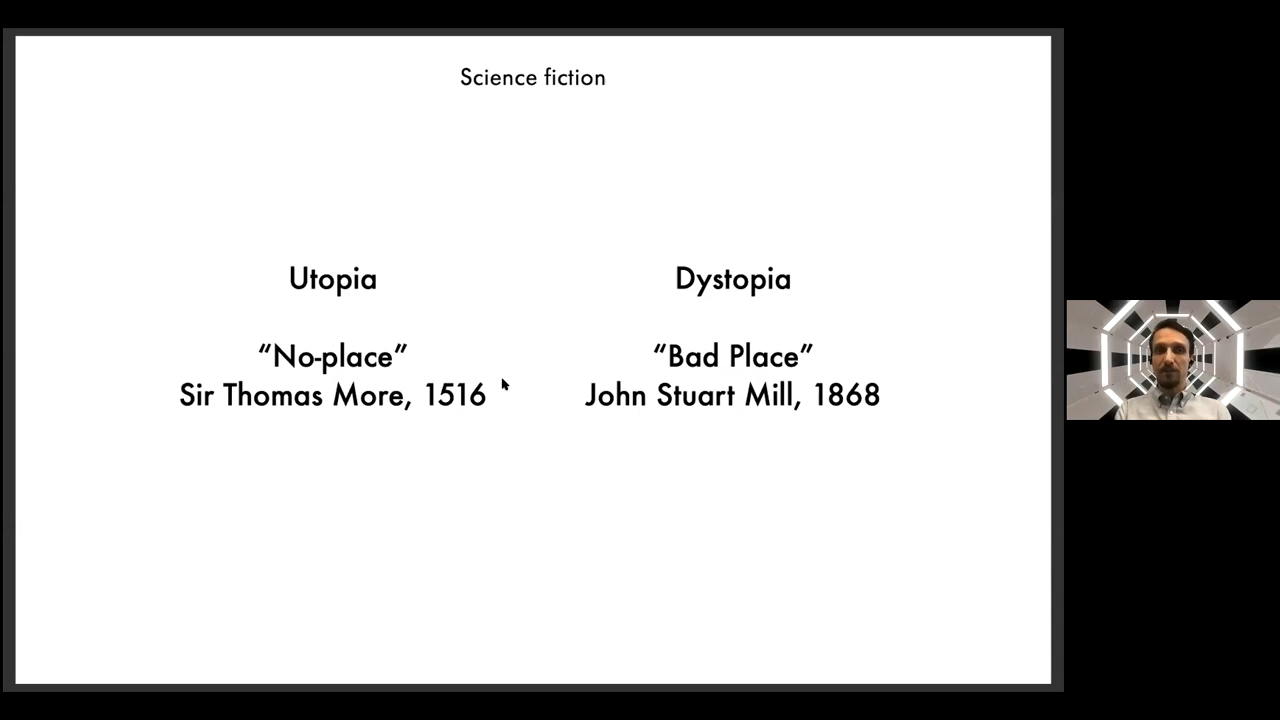 Science fiction
Utopia
Dystopia
“No-place”
Sir Thomas More, 1516
“Bad Place”
John Stuart Mill, 1868